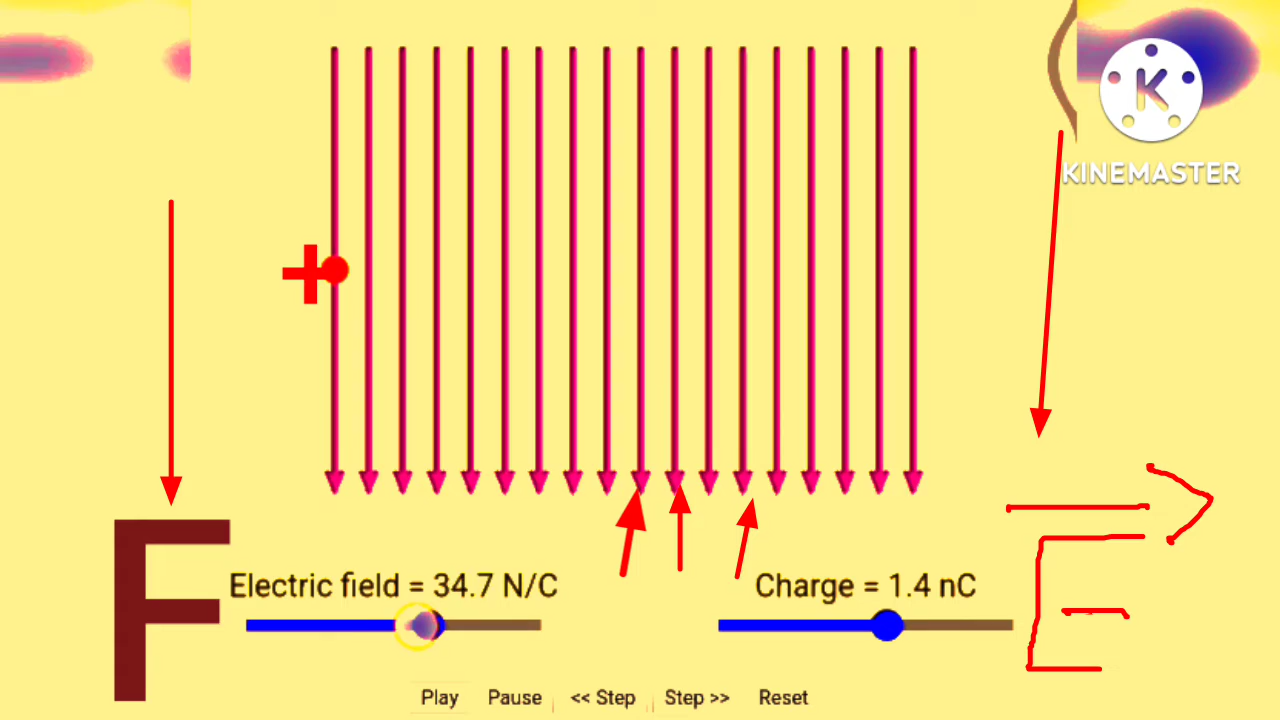 K
KINEMASTER
+
F
E
Electric field = 34.7 N/C
Charge = 1.4 nC
Play
Pause
<< Step
Step >>
Reset